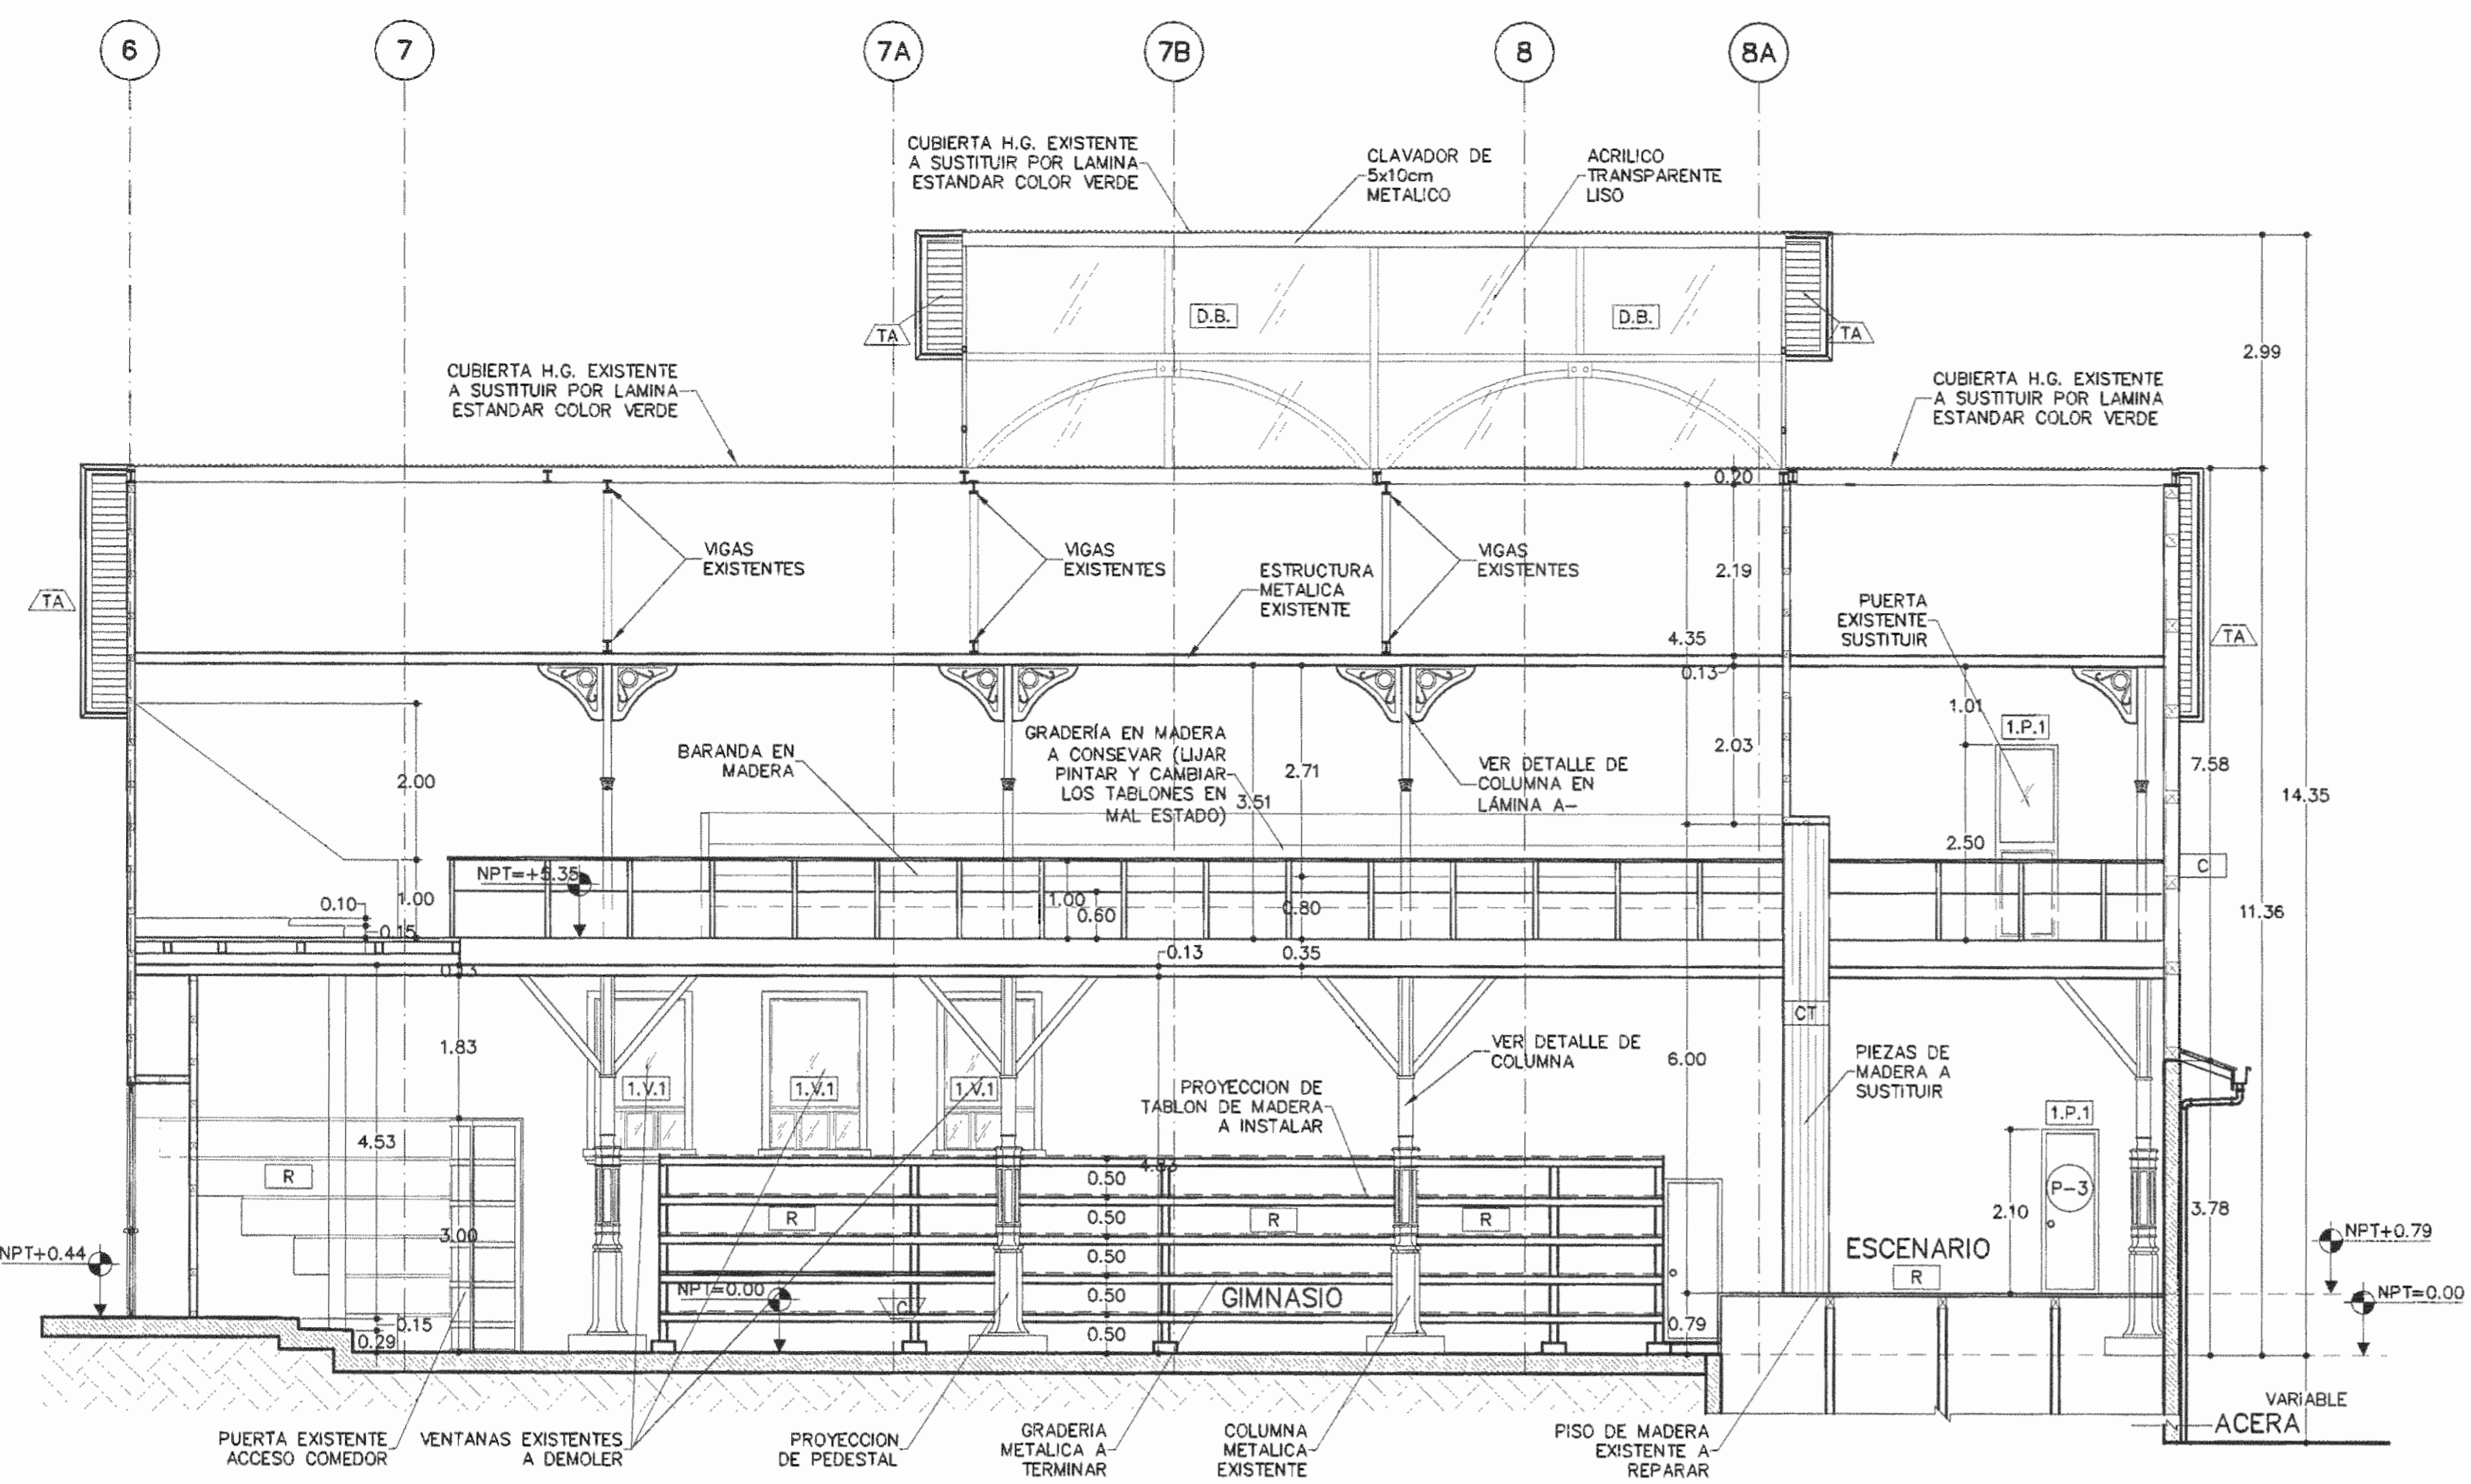 6
7
7A
7B
8
8A
CUBIERTA H.G. EXISTENTE
A SUSTITUIR POR LAMINA
ESTANDAR COLOR VERDE
CLAVADOR DE
5x10cm
METALICO
ACRILICO
TRANSPARENTE
LISO
D.B.
D.B.
TA
TA
2.99
CUBIERTA H.G. EXISTENTE
A SUSTITUIR POR LAMINA
ESTANDAR COLOR VERDE
CUBIERTA H.G. EXISTENTE
A SUSTITUIR POR LAMINA
ESTANDAR COLOR VERDE
0.20
VIGAS
EXISTENTES
VIGAS
EXISTENTES
VIGAS
EXISTENTES
ESTRUCTURA
METALICA
EXISTENTE
2.19
PUERTA
EXISTENTE
SUSTITUIR
TA
TA
4.35
0.13
1.01
1.P.1
BARANDA EN
MADERA
GRADERÍA EN MADERA
A CONSEVAR (LIJAR
PINTAR Y CAMBIAR
LOS TABLONES EN
MAL ESTADO)
2.71
3.51
VER DETALLE DE
COLUMNA EN
LÁMINA A-
2.03
7.58
14.35
2.00
2.50
C
NPT=+5.35
1.00
0.10
0.15
1.00
0.60
0.80
11.36
0.13
0.13
0.35
CT
1.83
VER DETALLE DE
COLUMNA
6.00
PIEZAS DE
MADERA A
SUSTITUIR
1.V.1
1.V.1
1.V.1
PROYECCION DE
TABLON DE MADERA
A INSTALAR
1.P.1
4.53
R
0.50
0.50
0.50
0.50
0.50
R
R
R
P-3
2.10
3.78
3.00
NPT+0.44
NPT+0.79
ESCENARIO
R
NPT=0.00
NPT=0.00
C
GIMNASIO
0.15
0.29
0.79
VARIABLE
ACERA
PUERTA EXISTENTE
ACCESO COMEDOR
VENTANAS EXISTENTES
A DEMOLER
PROYECCION
DE PEDESTAL
GRADERIA
METALICA A
TERMINAR
COLUMNA
METALICA
EXISTENTE
PISO DE MADERA
EXISTENTE A
REPARAR